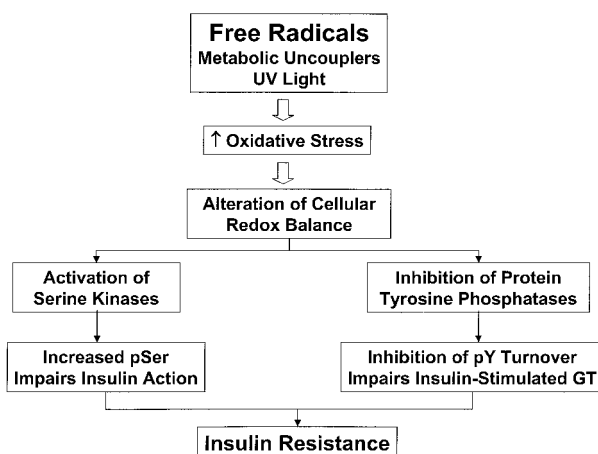 Free Radicals
Metabolic Uncouplers
UV Light
↑ Oxidative Stress
Alteration of Cellular
Redox Balance
Activation of
Serine Kinases
Inhibition of Protein
Tyrosine Phosphatases
Increased pSer
Impairs Insulin Action
Inhibition of pY Turnover
Impairs Insulin-Stimulated GT
Insulin Resistance